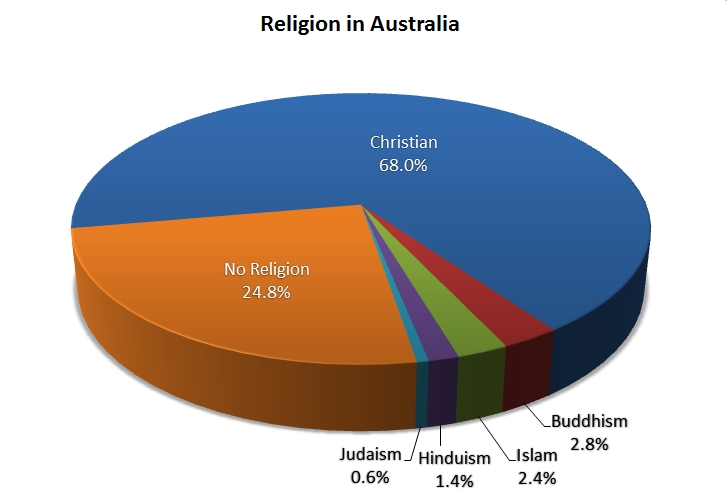 Religion in Australia
Christian
68.0%
No Religion
24.8%
Buddhism
2.8%
Islam
2.4%
Hinduism
1.4%
Judaism
0.6%